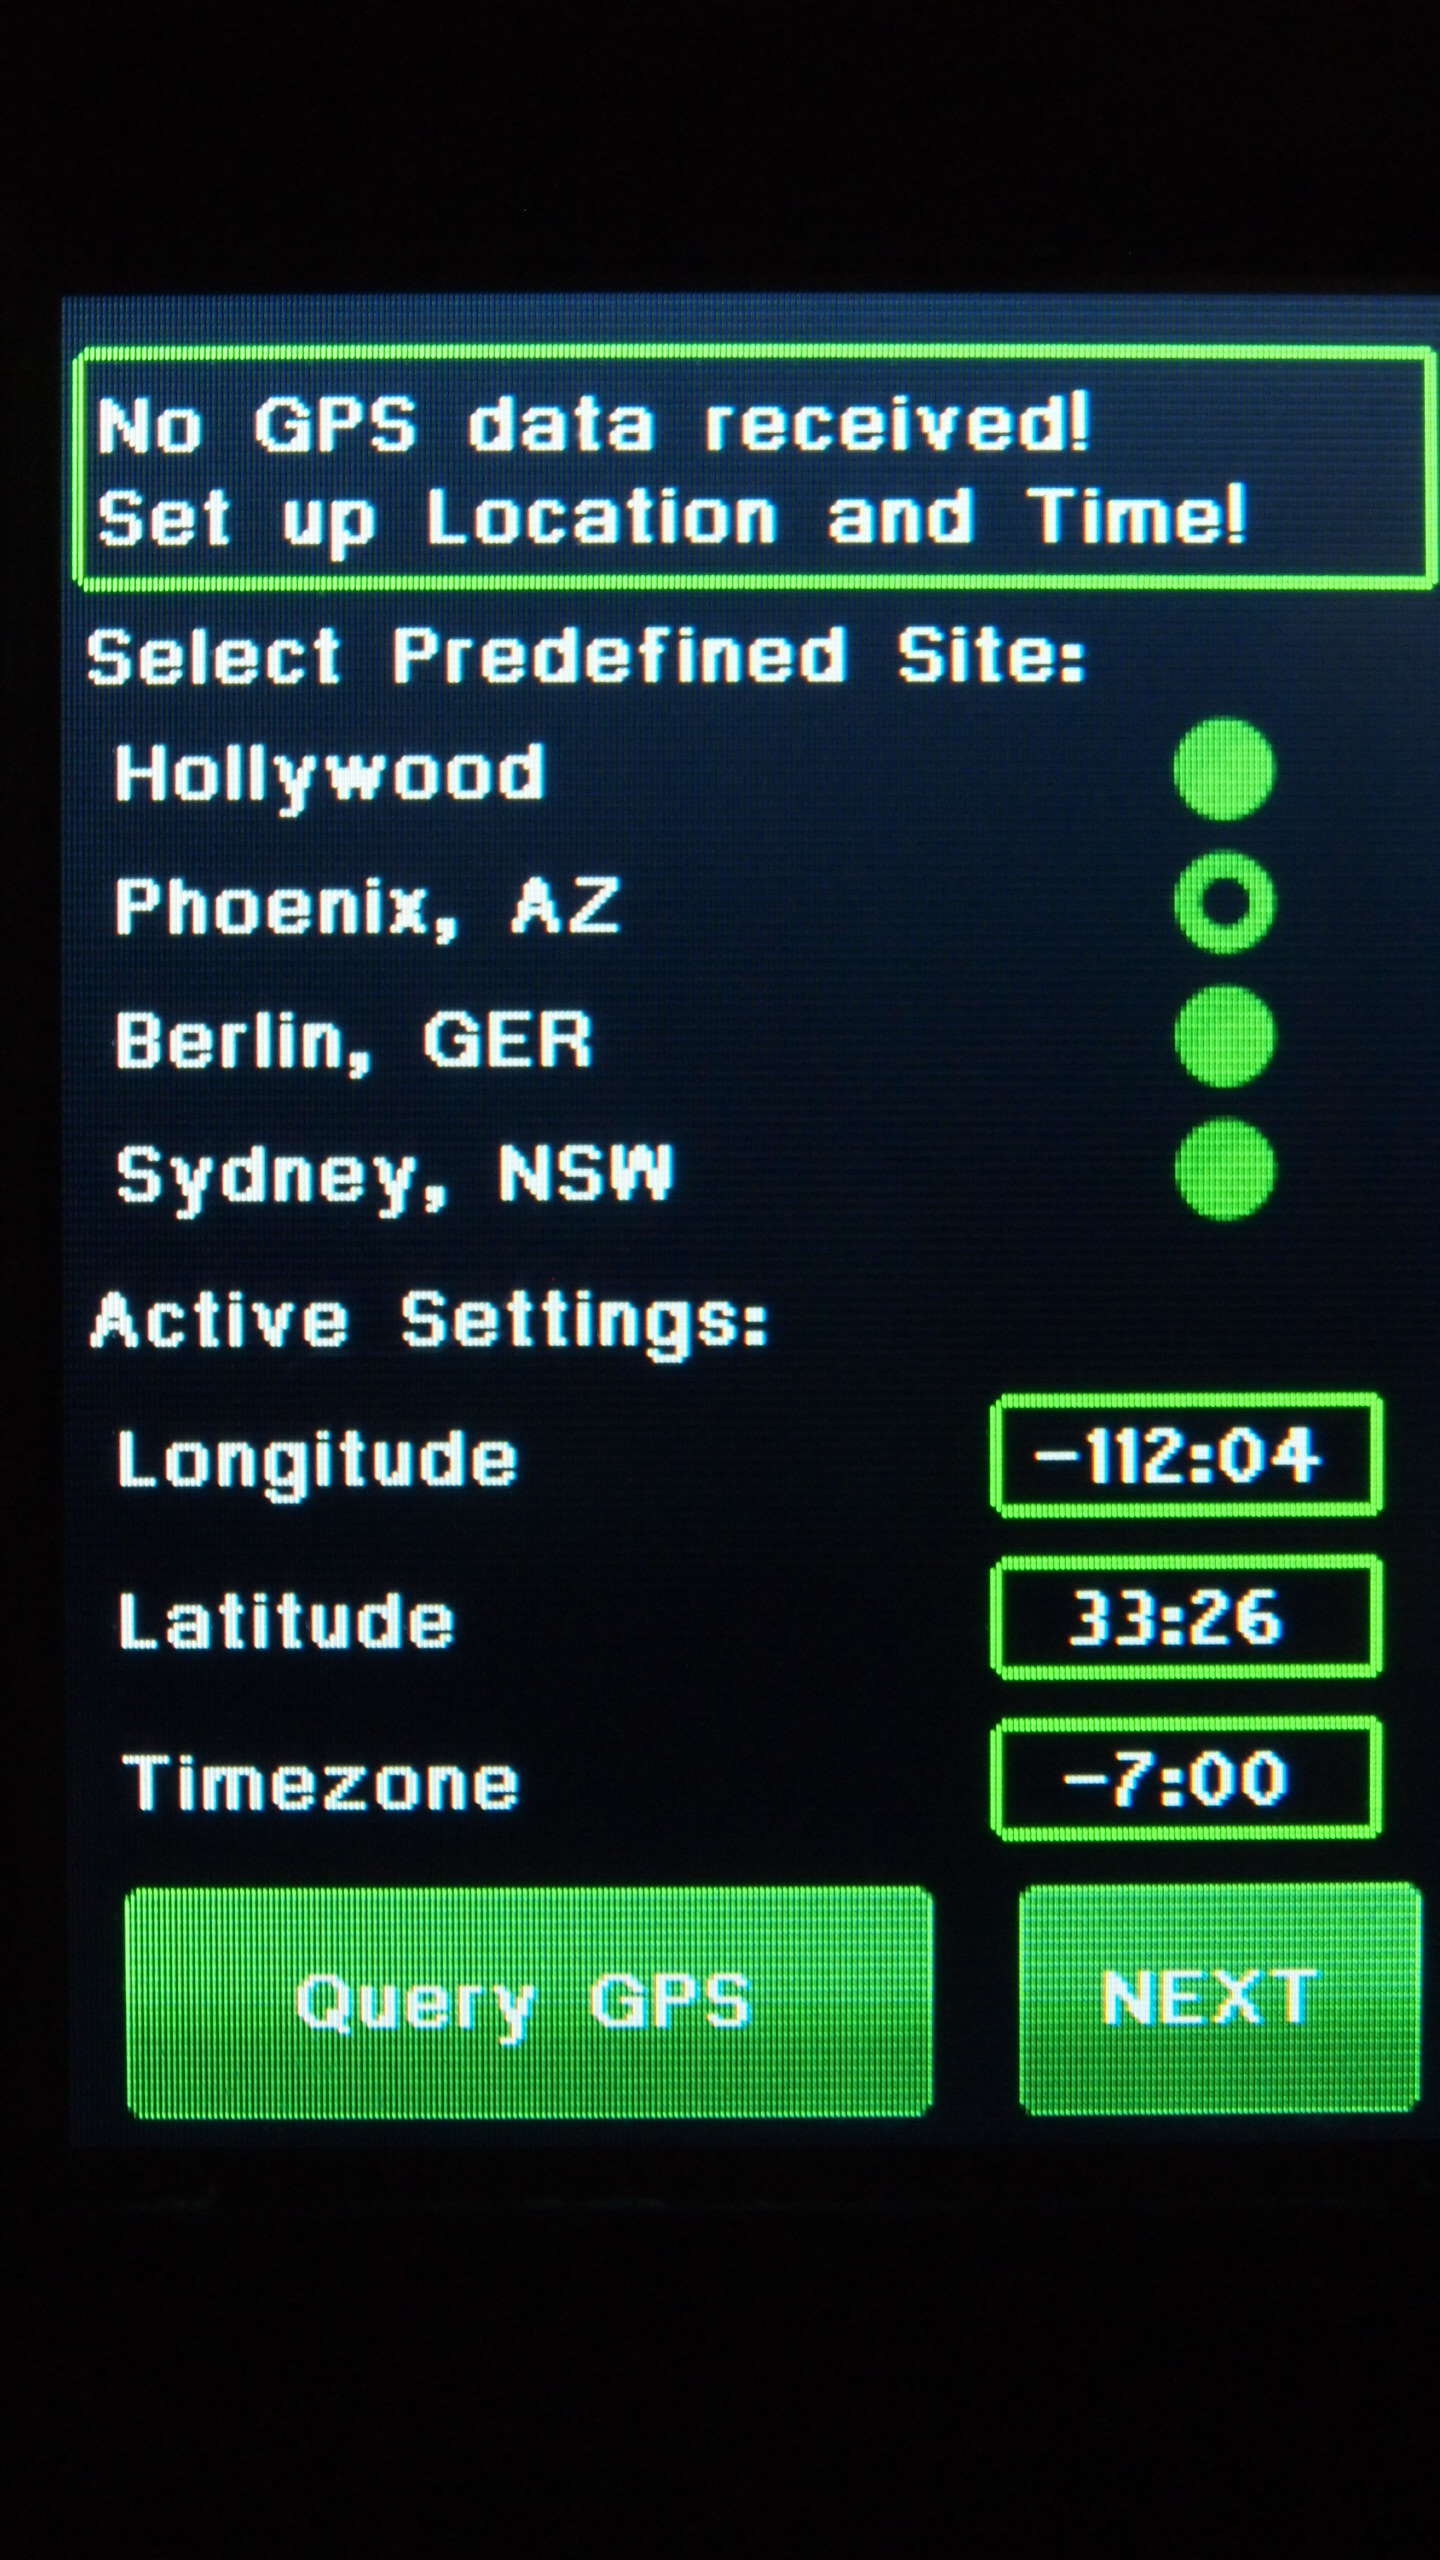 No GPS data received!
Set up Location and Time!
Select Predefined Site:
Hollywood
Phoenix, AZ
Berlin, GER
Sydney, NSW
Active Settings:
Longitude -112:04
Latitude 33:26
Timezone -7:00
Query GPS NEXT